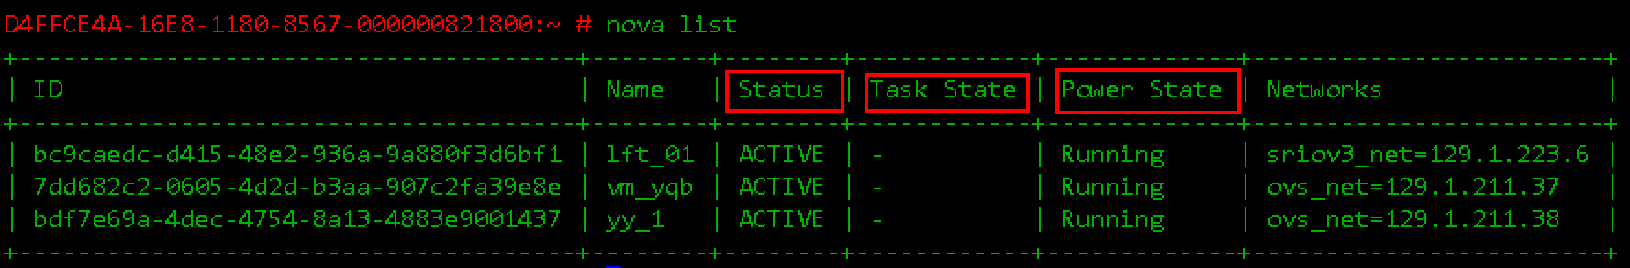 D4FFCE4A-16E8-1180-8567-000000821800:~ # nova list
+--------------------------------------+--------+--------+------------+-------------+------------------------+
| ID | Name | Status | Task State | Power State | Networks |
+--------------------------------------+--------+--------+------------+-------------+------------------------+
| bc9caedc-d415-48e2-936a-9a880f3d6bf1 | lft_01 | ACTIVE | - | Running | sriov3_net=129.1.223.6 |
| 7dd682c2-0605-4d2d-b3aa-907c2fa39e8e | vm_yqb | ACTIVE | - | Running | ovs_net=129.1.211.37 |
| bdf7e69a-4dec-4754-8a13-4883e9001437 | yy_1 | ACTIVE | - | Running | ovs_net=129.1.211.38 |
+--------------------------------------+--------+--------+------------+-------------+------------------------+